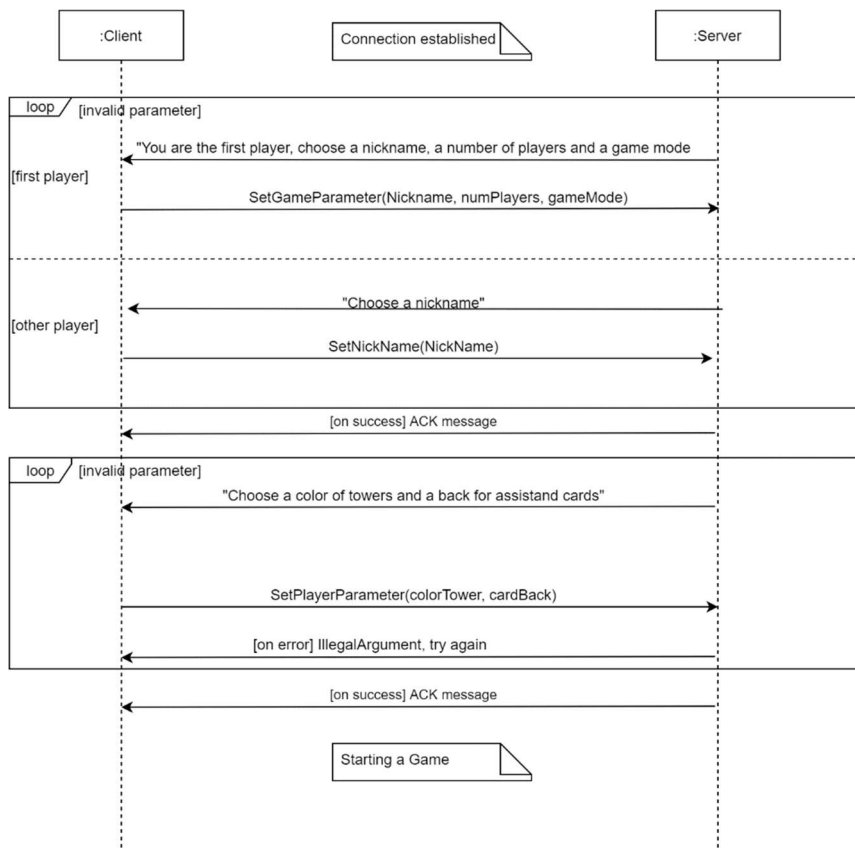 :Client
Connection established
:Server
loop
[invalid parameter]
"You are the first player, choose a nickname, a number of players and a game mode
[first player]
SetGameParameter(Nickname, numPlayers, gameMode)
"Choose a nickname"
[other player]
SetNickName(NickName)
[on success] ACK message
loop
[invalid parameter]
"Choose a color of towers and a back for assistand cards"
SetPlayerParameter(colorTower, cardBack)
[on error] IllegalArgument, try again
[on success] ACK message
Starting a Game